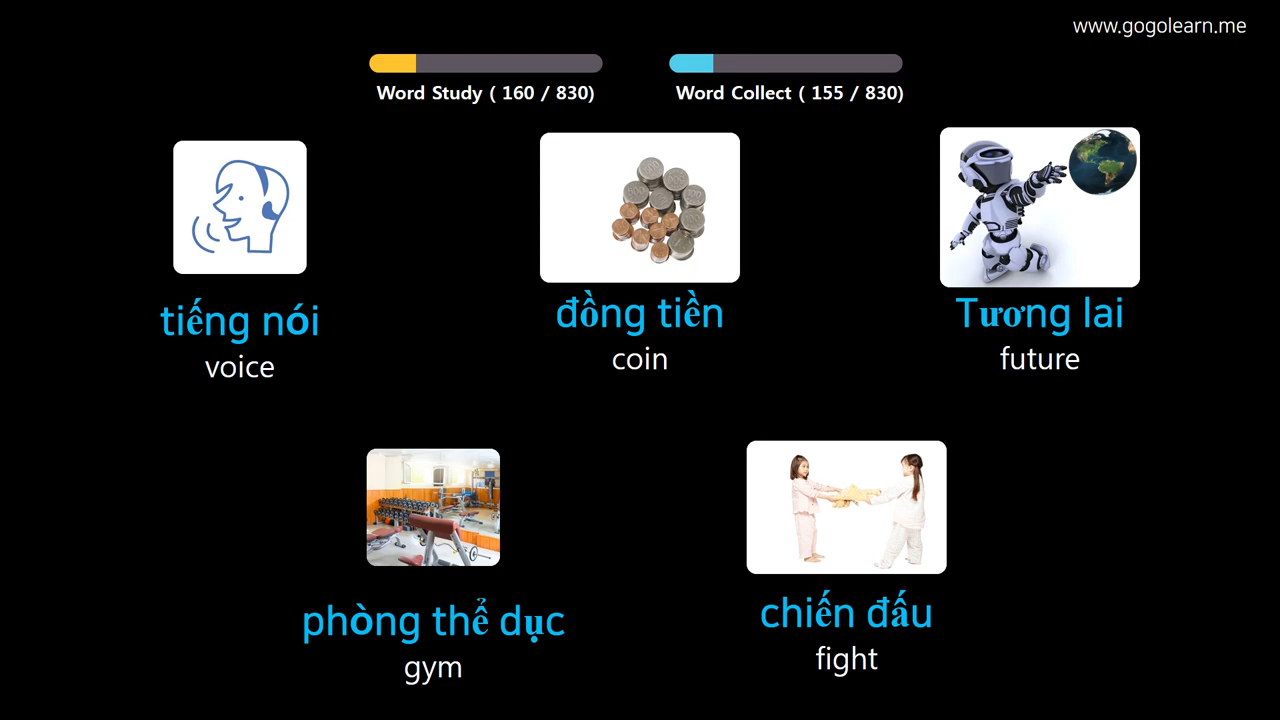 www.gogolearn.me
Word Study ( 160 / 830)
Word Collect ( 155 / 830)
tiếng nói
voice
đồng tiền
coin
Tương lai
future
phòng thể dục
gym
chiến đấu
fight